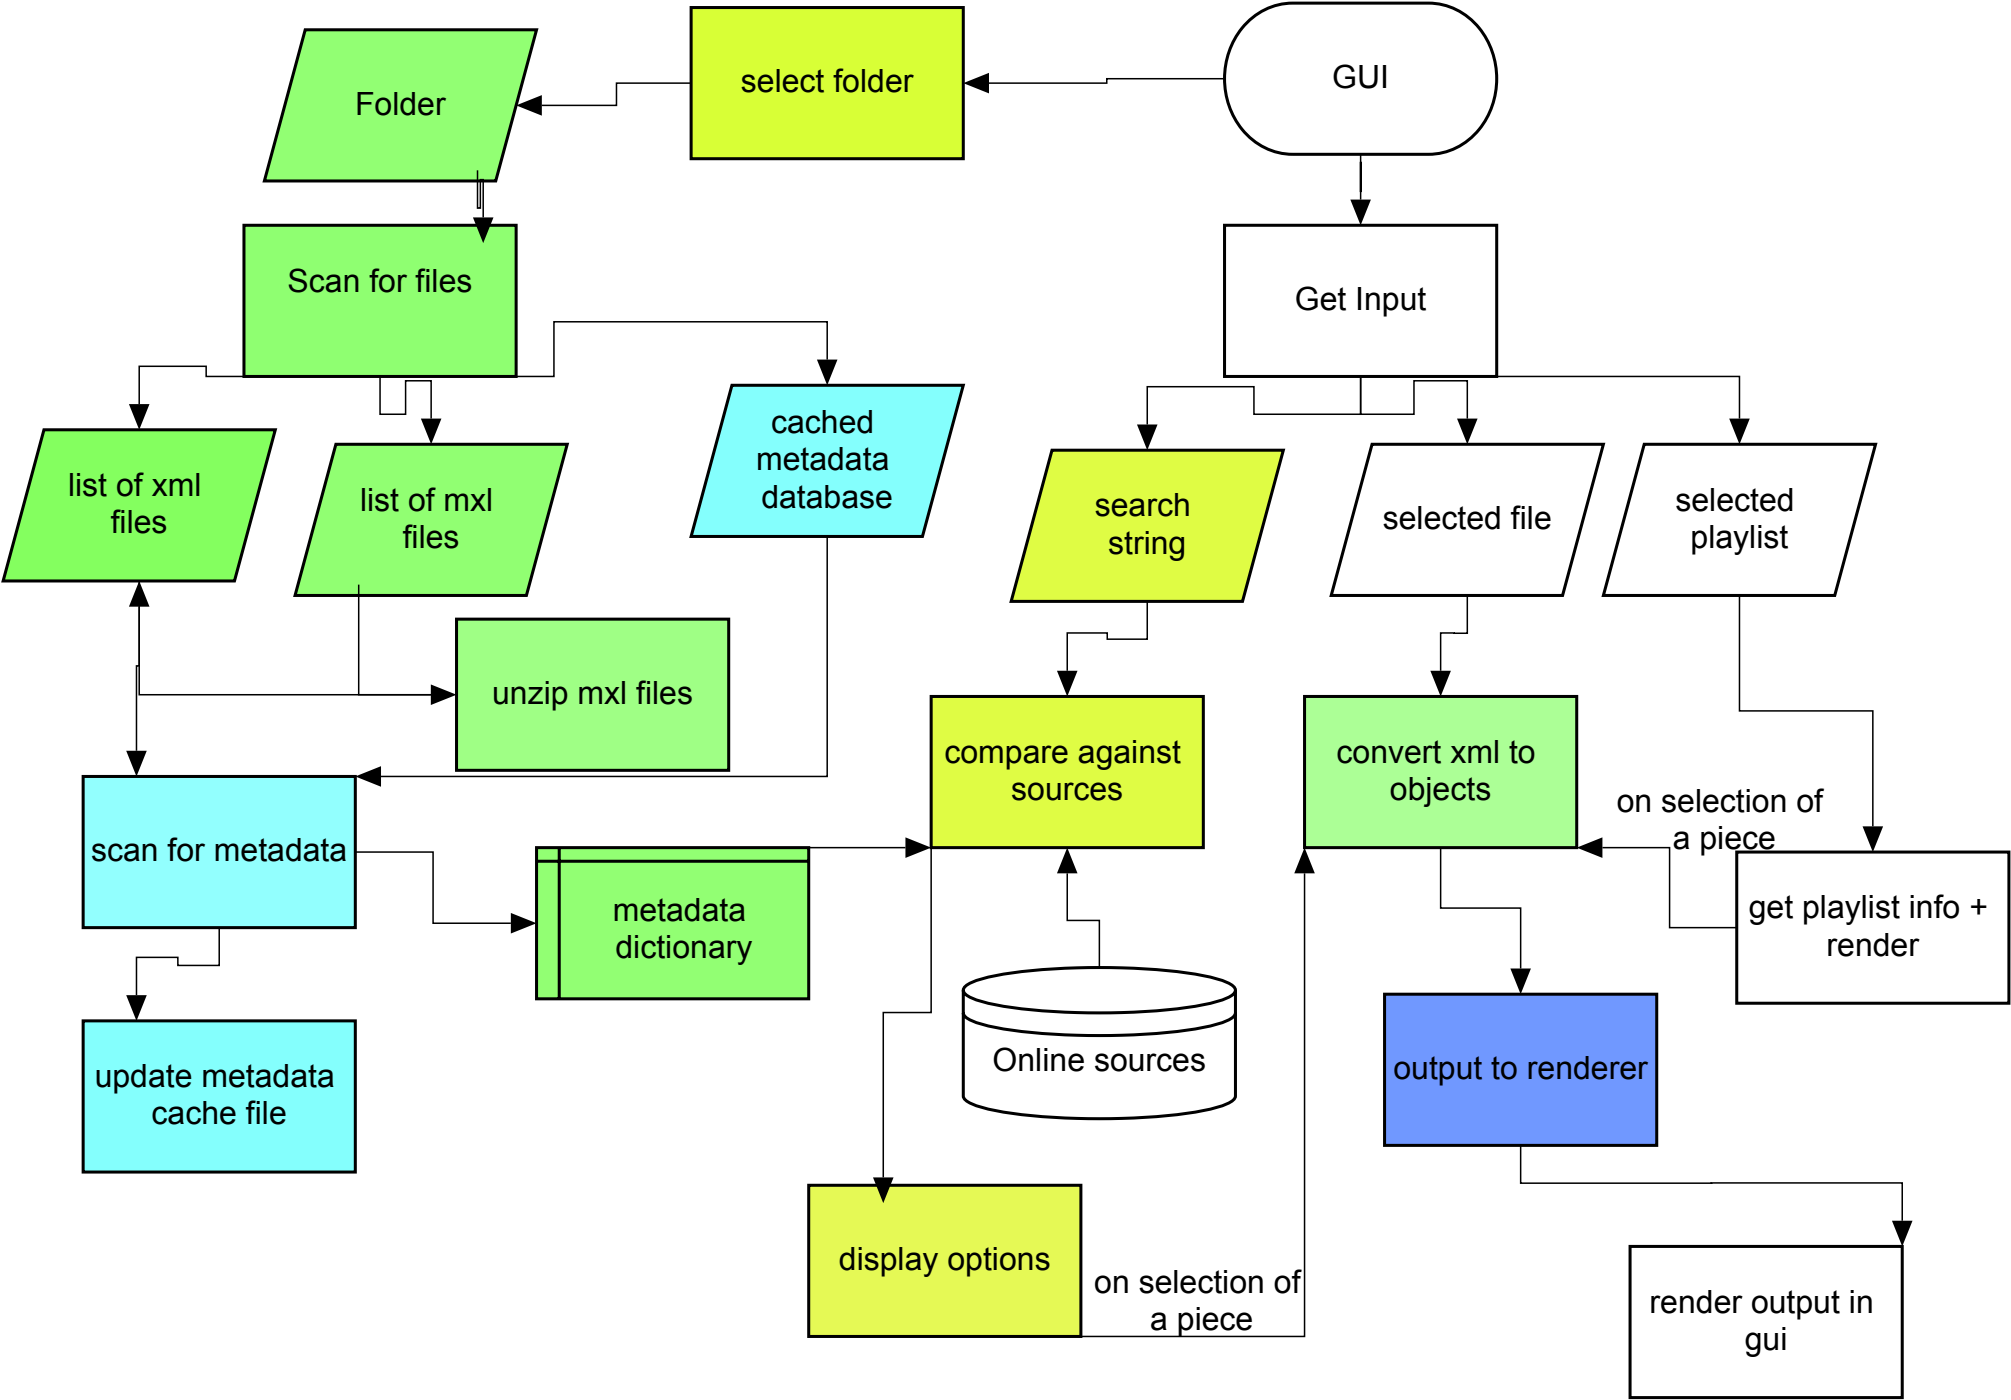 GUI
select folder
Folder
Scan for files
Get Input
cached
metadata
database
list of xml
files
list of mxl
files
search
string
selected file
selected
playlist
unzip mxl files
compare against
sources
convert xml to
objects
on selection of
a piece
scan for metadata
metadata
dictionary
get playlist info +
render
Online sources
output to renderer
update metadata
cache file
display options
on selection of
a piece
render output in
gui